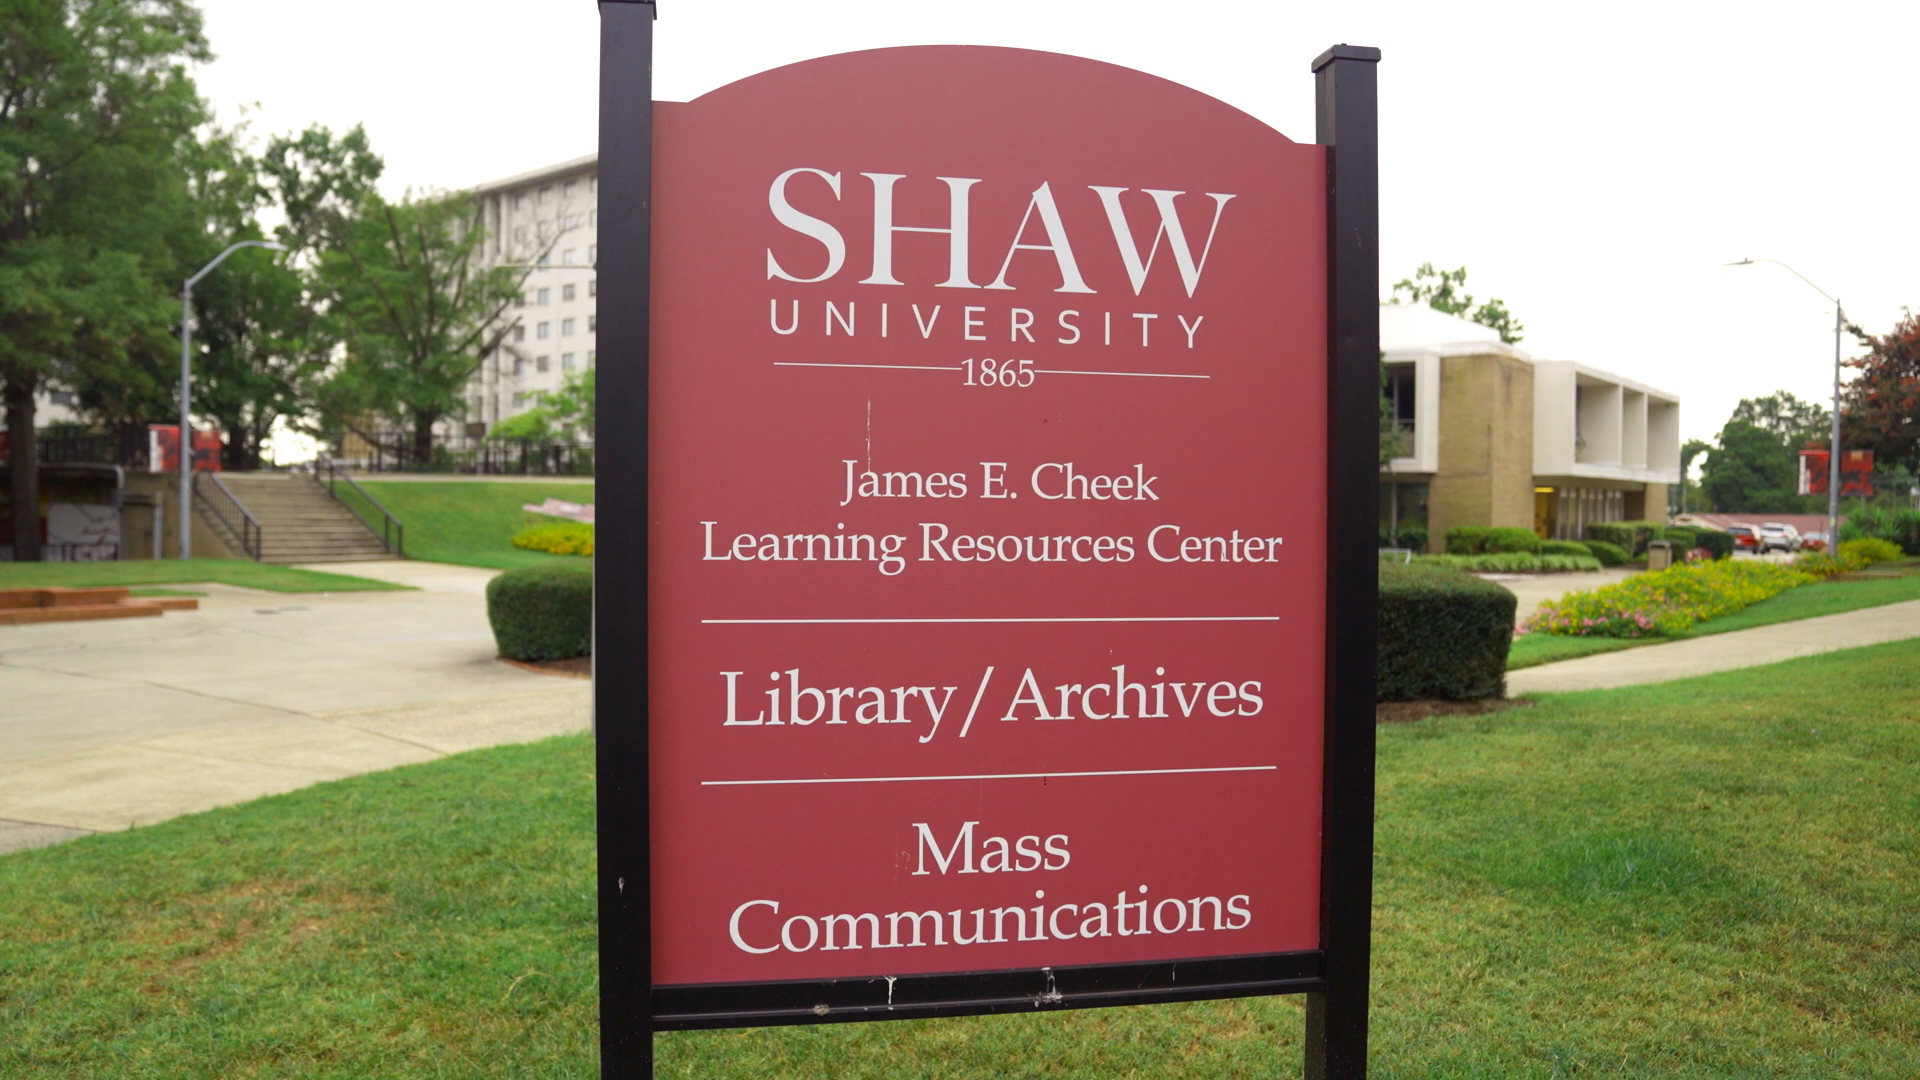 SHAW
UNIVERSITY
1865
James E. Cheek
Learning Resources Center
Library/Archives
Mass
Communications